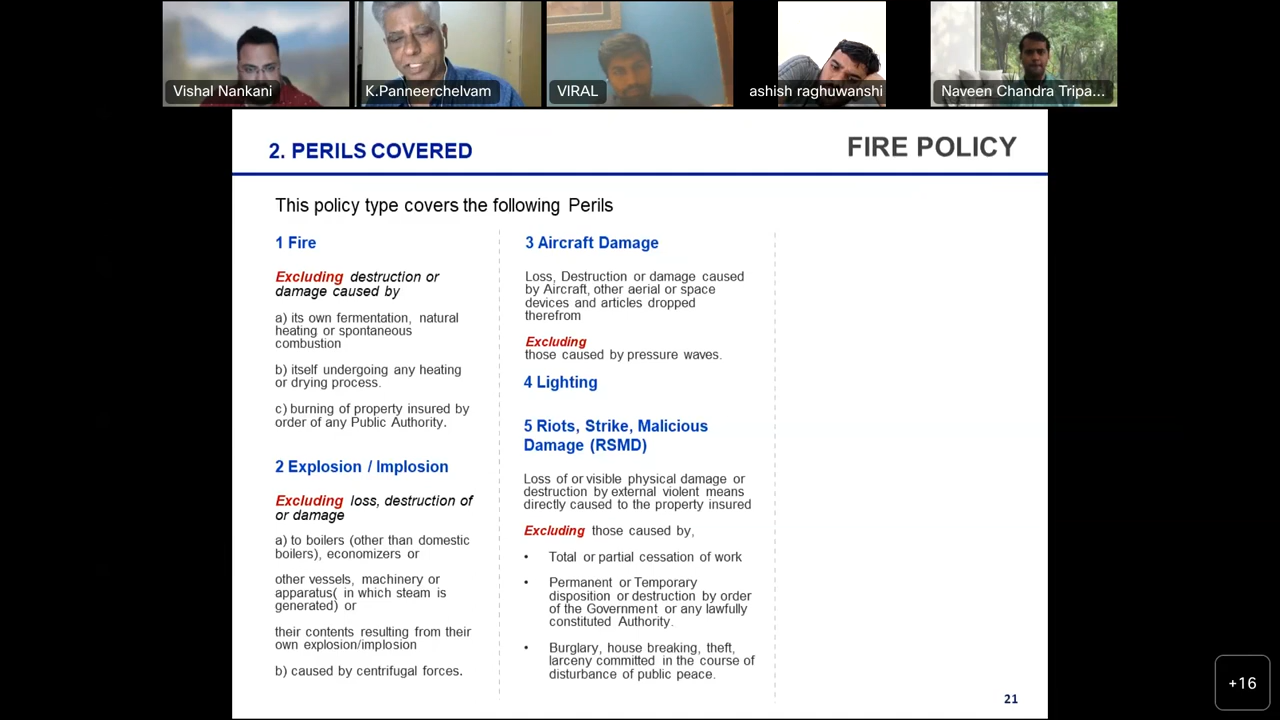 Vishal Nankani
K.Panneerchelvam
VIRAL
ashish raghuwanshi
Naveen Chandra Tripa...
2. PERILS COVERED
FIRE POLICY
This policy type covers the following Perils
1 Fire
Excluding destruction or
damage caused by
a) its own fermentation, natural
heating or spontaneous
combustion
b) itself undergoing any heating
or drying process.
c) burning of property insured by
order of any Public Authority.
2 Explosion / Implosion
Excluding loss, destruction of
or damage
a) to boilers (other than domestic
boilers), economizers or
other vessels, machinery or
apparatus( in which steam is
generated) or
their contents resulting from their
own explosion/implosion
b) caused by centrifugal forces.
3 Aircraft Damage
Loss, Destruction or damage caused
by Aircraft, other aerial or space
devices and articles dropped
therefrom
Excluding
those caused by pressure waves.
4 Lighting
5 Riots, Strike, Malicious
Damage (RSMD)
Loss of or visible physical damage or
destruction by external violent means
directly caused to the property insured
Excluding those caused by,
• Total or partial cessation of work
• Permanent or Temporary
disposition or destruction by order
of the Government or any lawfully
constituted Authority.
• Burglary, house breaking, theft,
larceny committed in the course of
disturbance of public peace.
21
+16